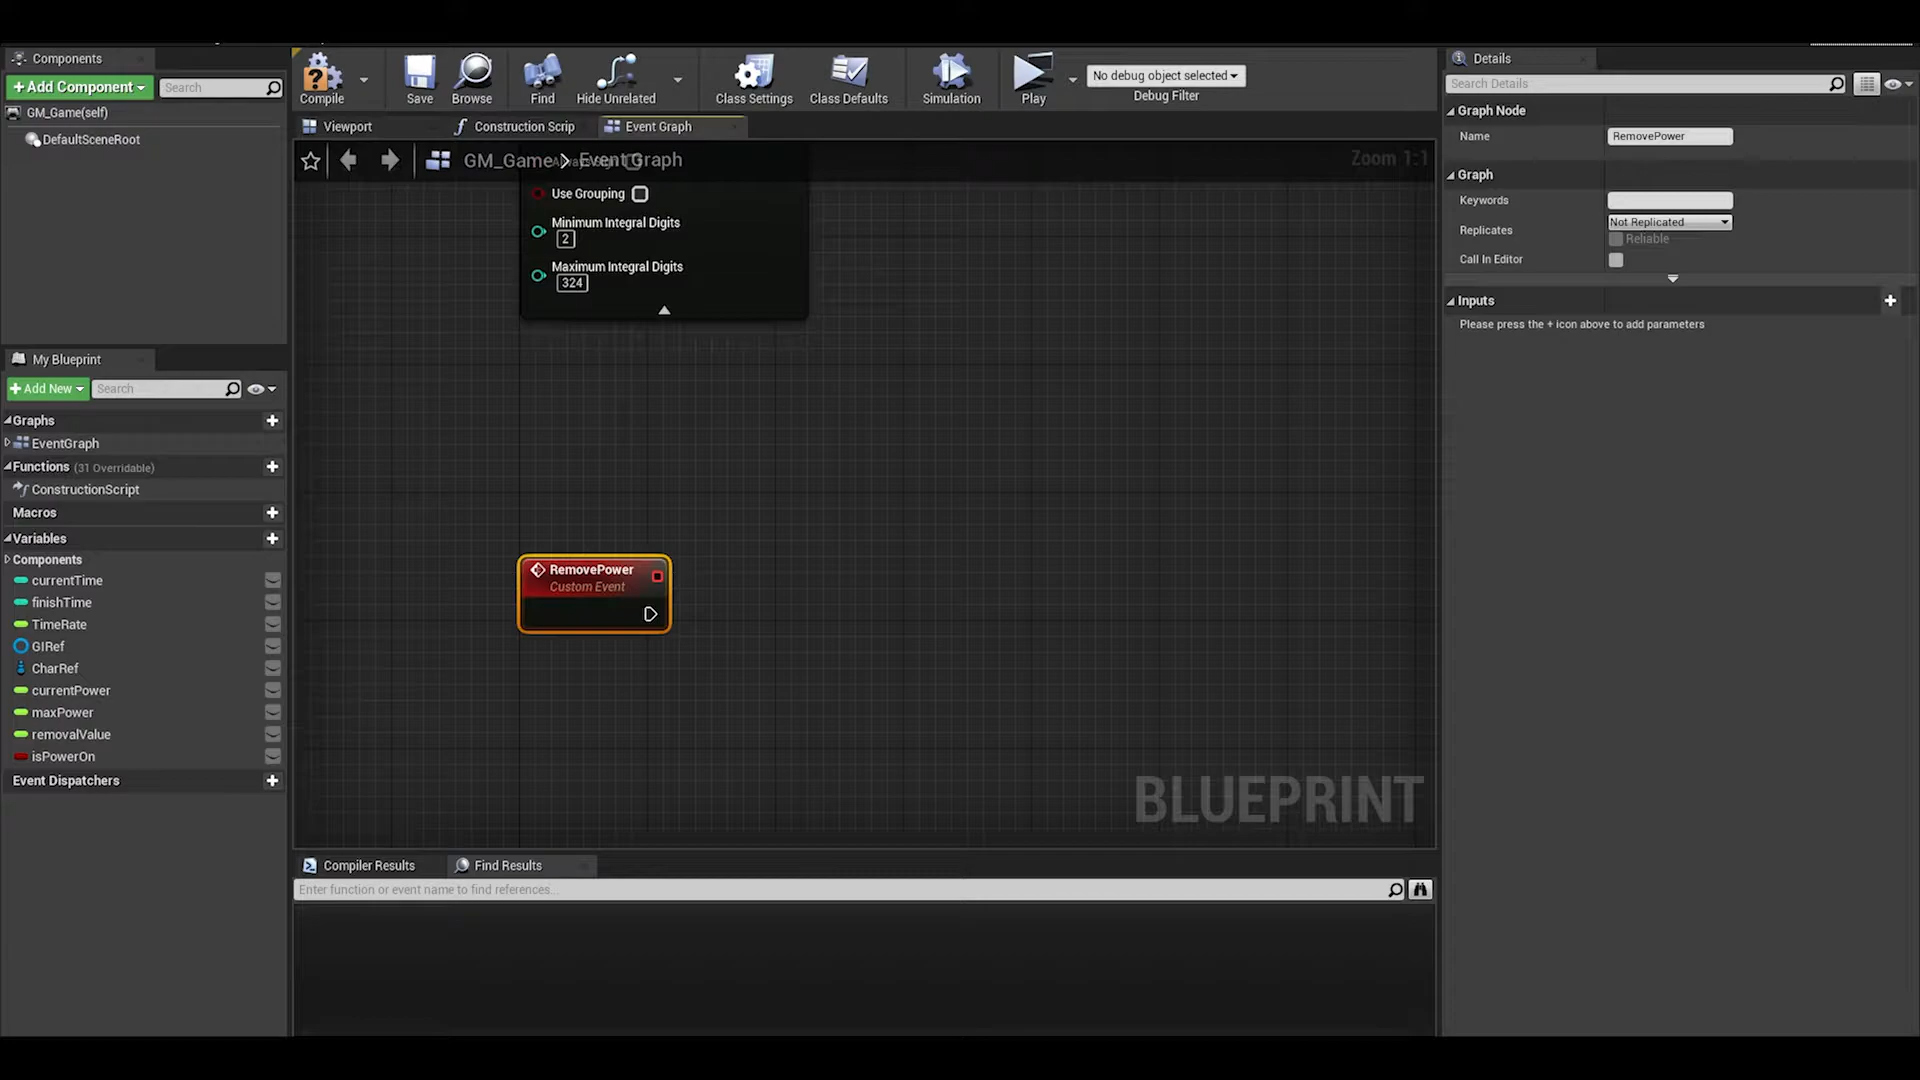 Components
Add Component
Search
GM_Game(self)
DefaultSceneRoot
My Blueprint
Add New
Search
Graphs
EventGraph
Functions (31 Overridable)
ConstructionScript
Macros
Variables
Components
currentTime
finishTime
TimeRate
GIRef
CharRef
currentPower
maxPower
removalValue
isPowerOn
Event Dispatchers
Compile
Save
Browse
Find
Hide Unrelated
Class Settings
Class Defaults
Simulation
Play
No debug object selected
Debug Filter
Viewport
Construction Scrip
Event Graph
GM_Game > Event Graph
Zoom 1:1
Use Grouping
Minimum Integral Digits
2
Maximum Integral Digits
324
RemovePower
Custom Event
BLUEPRINT
Compiler Results
Find Results
Enter function or event name to find references...
Details
Search Details
Graph Node
Name
RemovePower
Graph
Keywords
Replicates
Not Replicated
Reliable
Call In Editor
Inputs
Please press the + icon above to add parameters